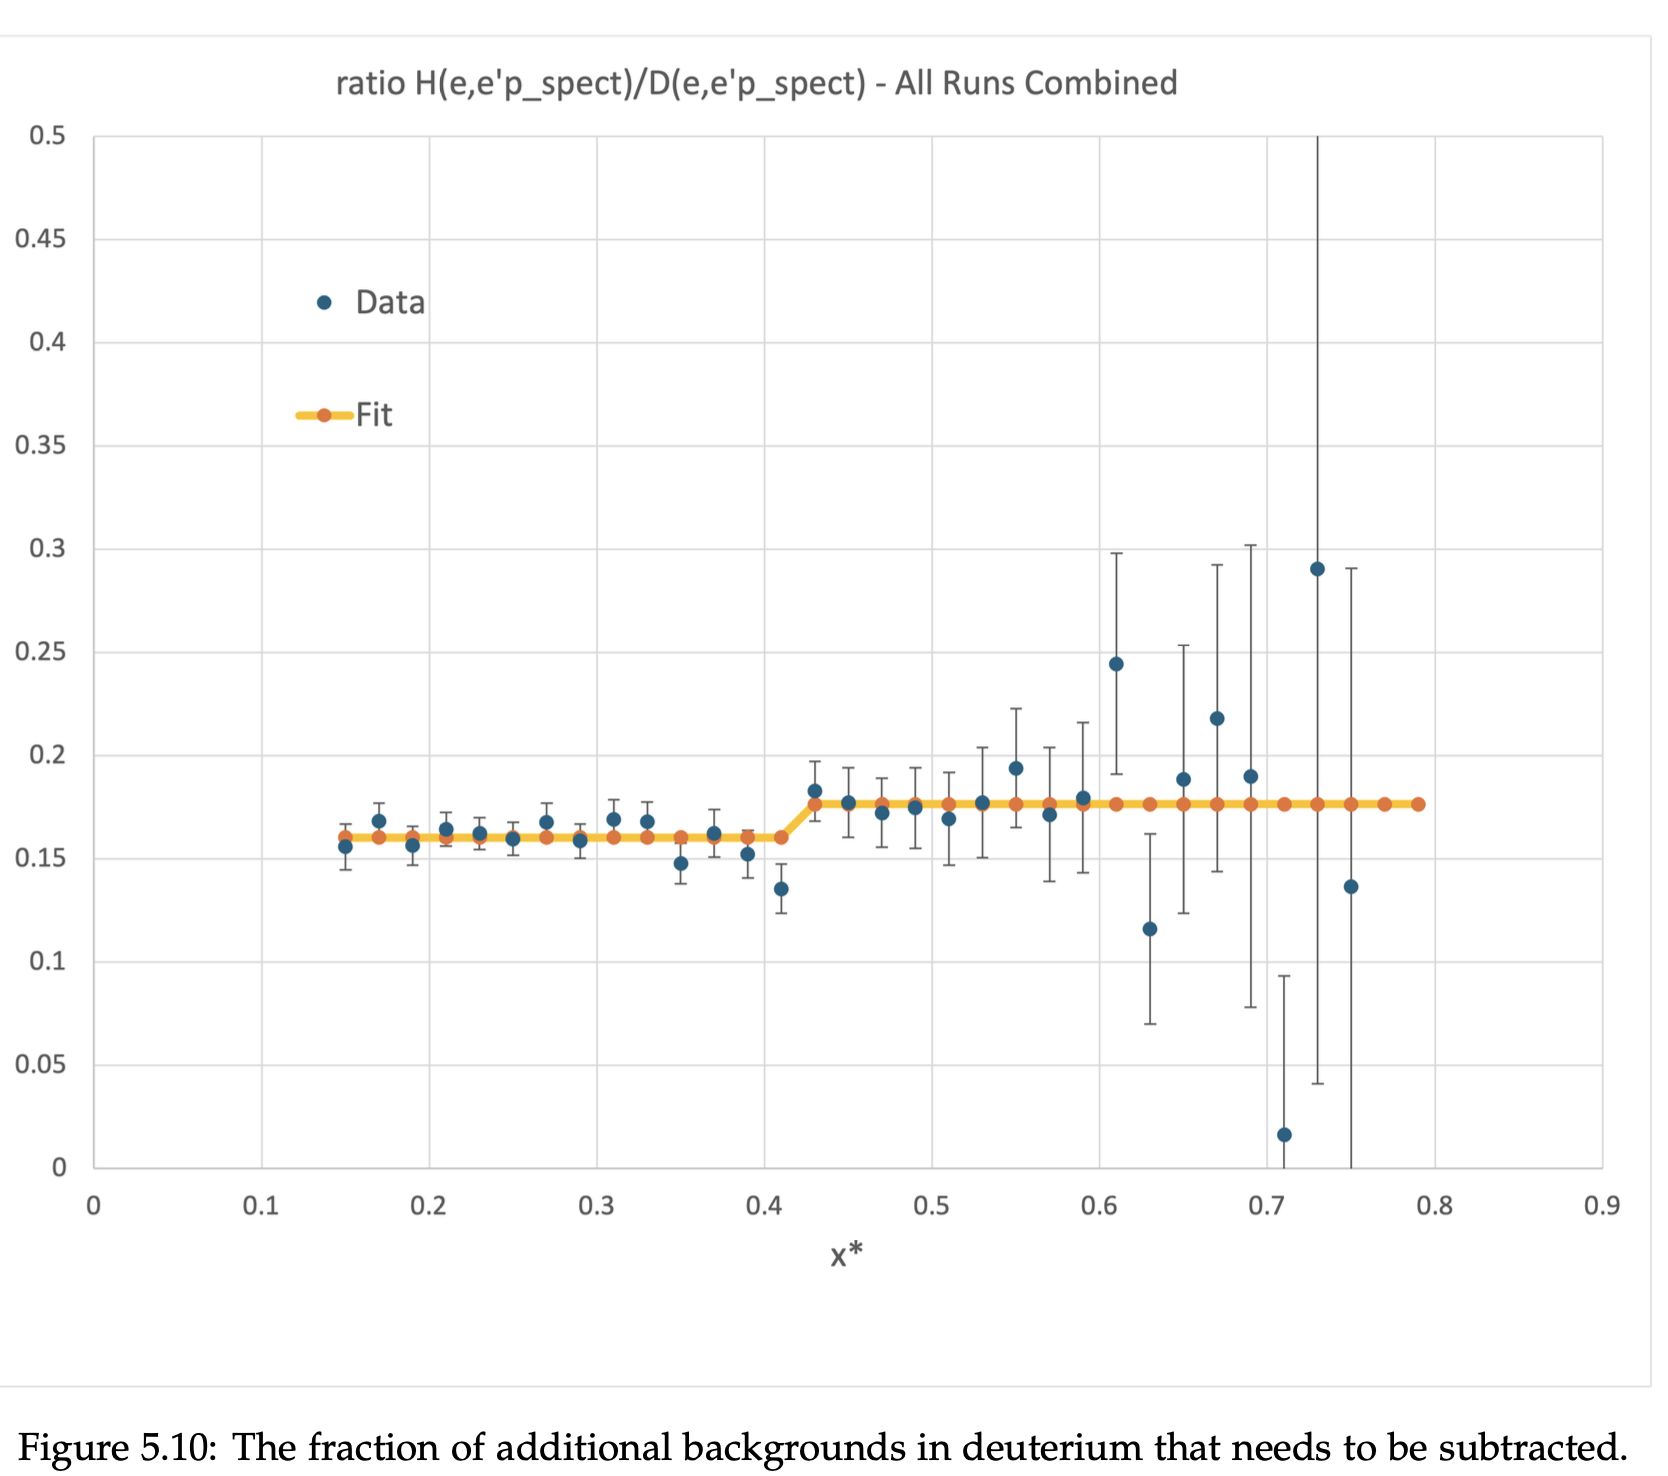 ratio H(e,e'p_spect)/D(e,e'p_spect) - All Runs Combined
0.5
0.45
Data
0.4
Fit
0.35
0.3
0.25
0.2
0.15
0.1
0.05
0
0 0.1 0.2 0.3 0.4 0.5 0.6 0.7 0.8 0.9
x*
Figure 5.10: The fraction of additional backgrounds in deuterium that needs to be subtracted.